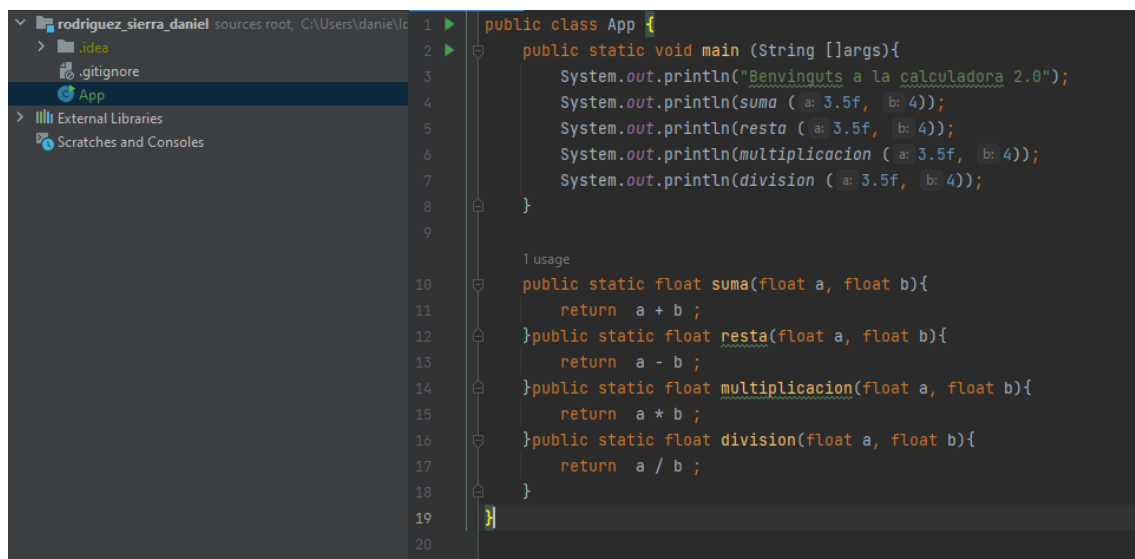 rodriguez_sierra_daniel sources root, C:\Users\danie\Ic
.idea
.gitignore
App
External Libraries
Scratches and Consoles
1 public class App {
2 public static void main (String []args){
3 System.out.println("Benvinguts a la calculadora 2.0");
4 System.out.println(suma ( a: 3.5f, b: 4));
5 System.out.println(resta ( a: 3.5f, b: 4));
6 System.out.println(multiplicacion ( a: 3.5f, b: 4));
7 System.out.println(division ( a: 3.5f, b: 4));
8 }
9
1 usage
10 public static float suma(float a, float b){
11 return a + b ;
12 }public static float resta(float a, float b){
13 return a - b ;
14 }public static float multiplicacion(float a, float b){
15 return a * b ;
16 }public static float division(float a, float b){
17 return a / b ;
18 }
19 }
20